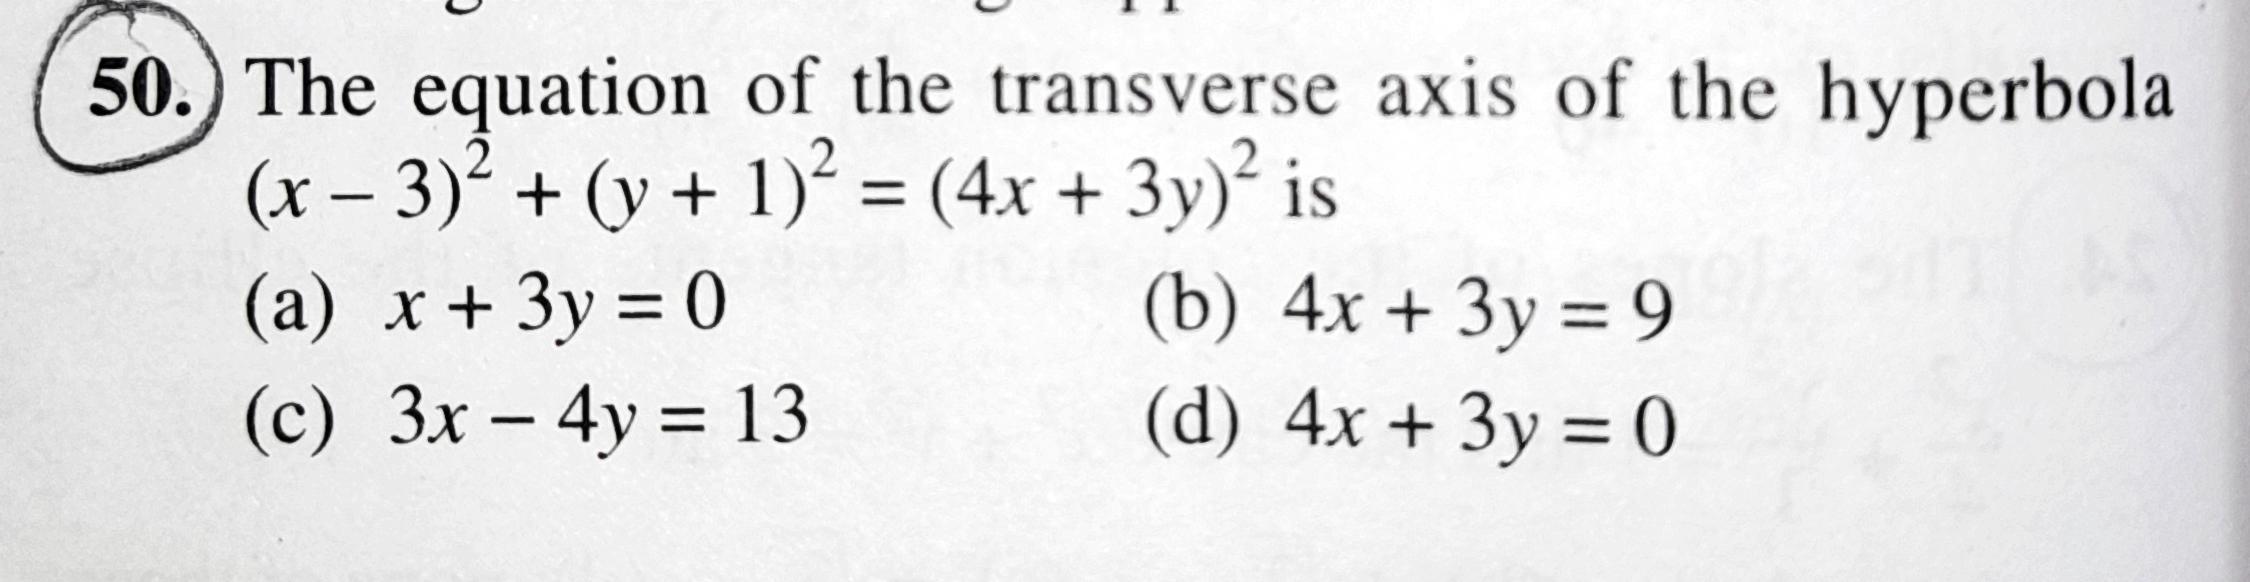 50. The equation of the transverse axis of the hyperbola
(x – 3)² + (y + 1)² = (4x + 3y)² is
(a) x + 3y = 0 (b) 4x + 3y = 9
(c) 3x – 4y = 13 (d) 4x + 3y = 0